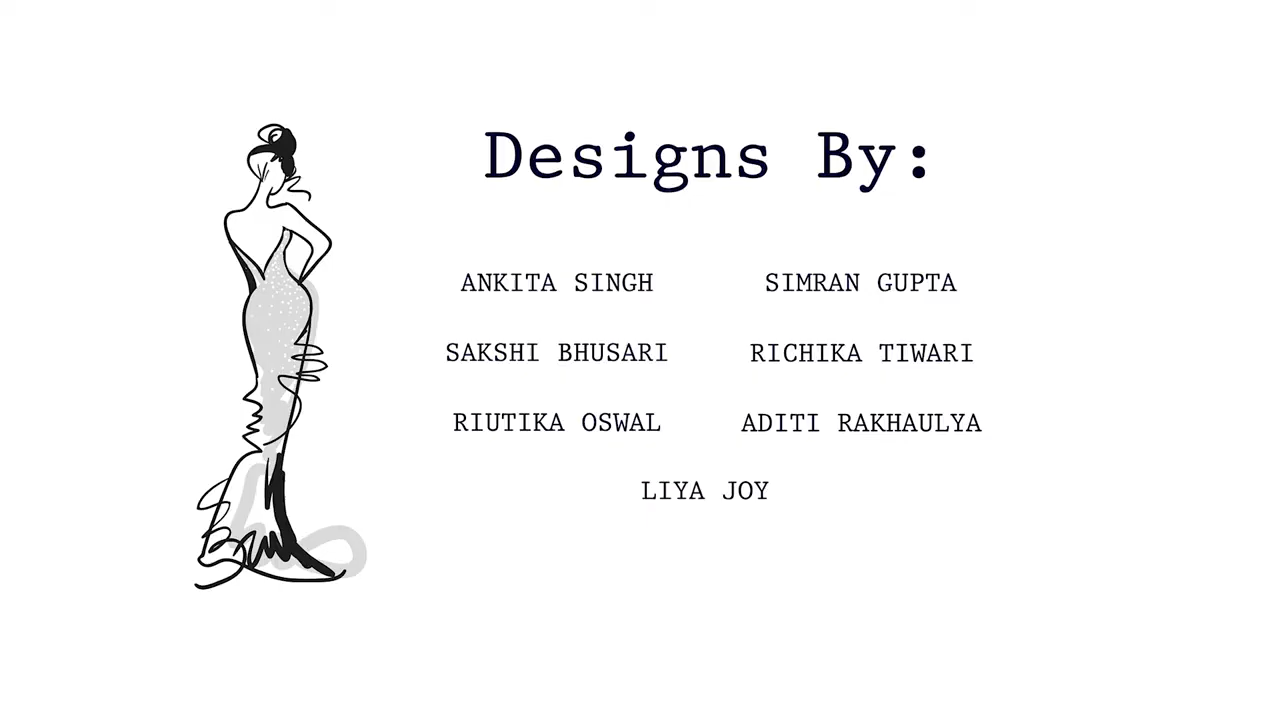 Designs By:
ANKITA SINGH SIMRAN GUPTA
SAKSHI BHUSARI RICHIKA TIWARI
RIUTIKA OSWAL ADITI RAKHAULYA
LIYA JOY